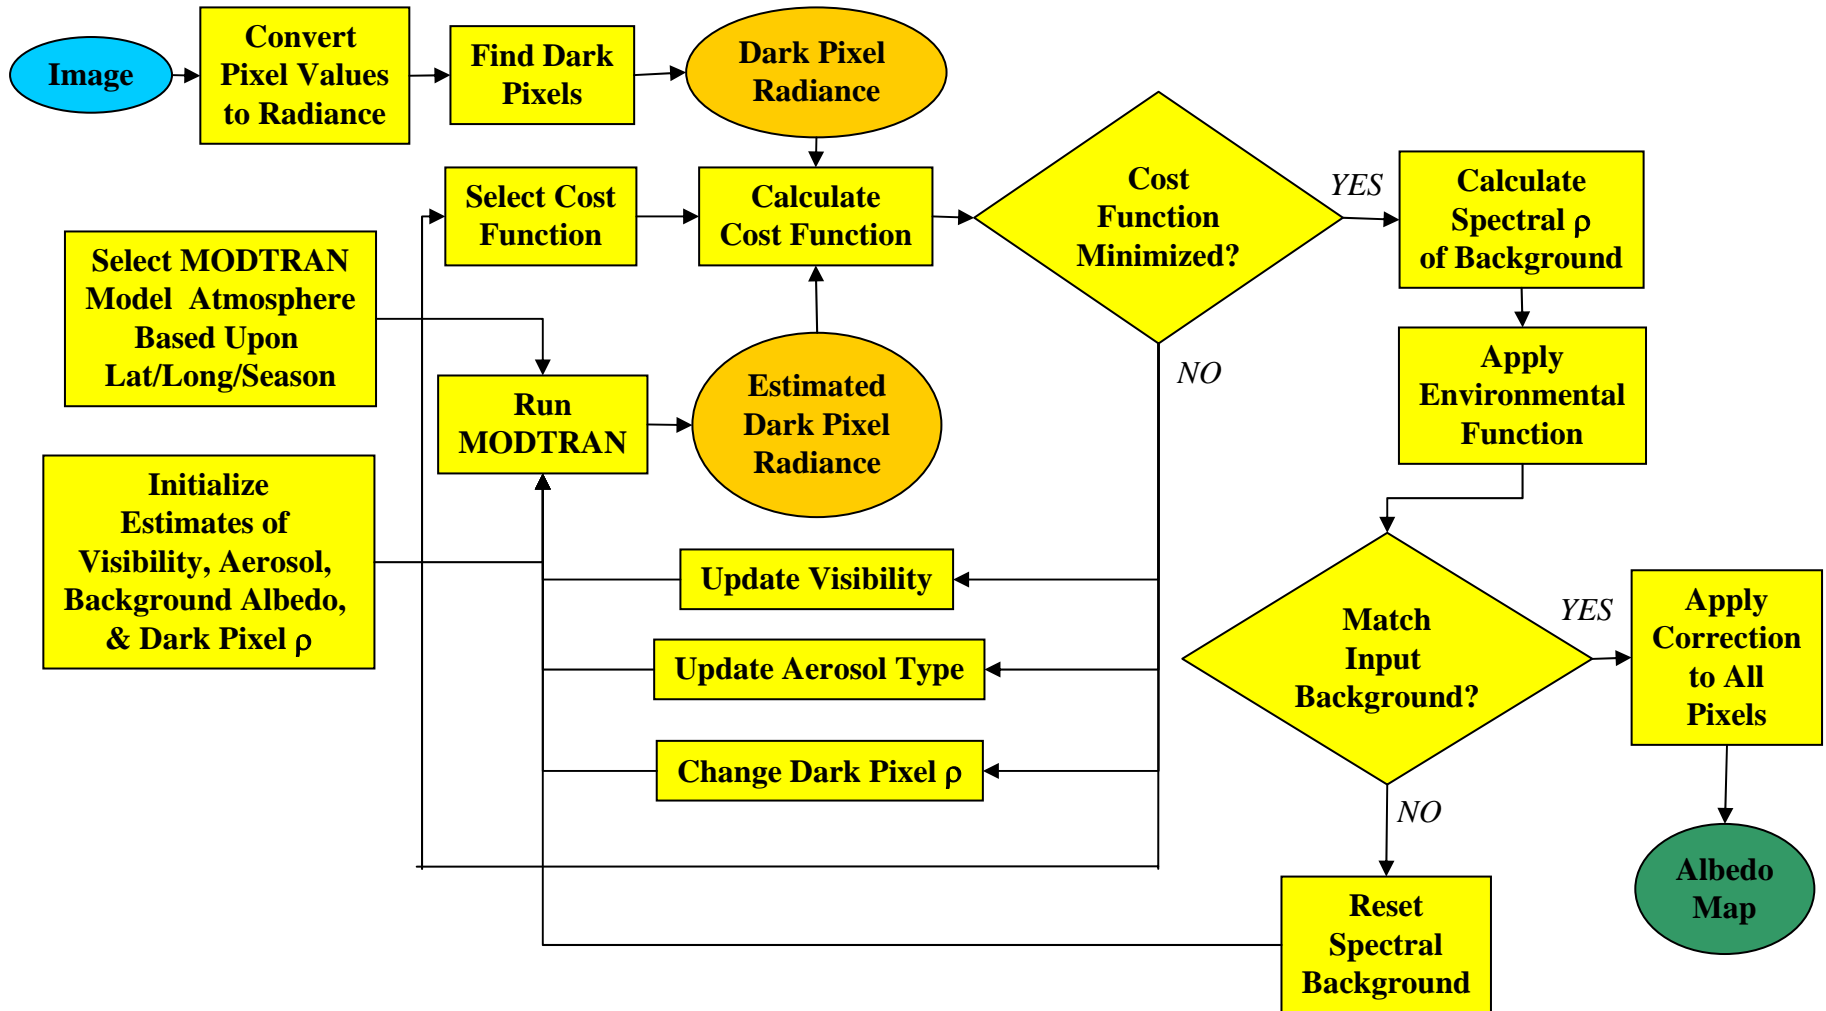 Image
Convert
Pixel Values
to Radiance
Find Dark
Pixels
Dark Pixel
Radiance
Select Cost
Function
Calculate
Cost Function
Cost
Function
Minimized?
YES
Calculate
Spectral ρ
of Background
Select MODTRAN
Model Atmosphere
Based Upon
Lat/Long/Season
Run
MODTRAN
Estimated
Dark Pixel
Radiance
NO
Apply
Environmental
Function
Initialize
Estimates of
Visibility, Aerosol,
Background Albedo,
& Dark Pixel ρ
Update Visibility
Update Aerosol Type
Change Dark Pixel ρ
Match
Input
Background?
YES
Apply
Correction
to All
Pixels
NO
Reset
Spectral
Background
Albedo
Map